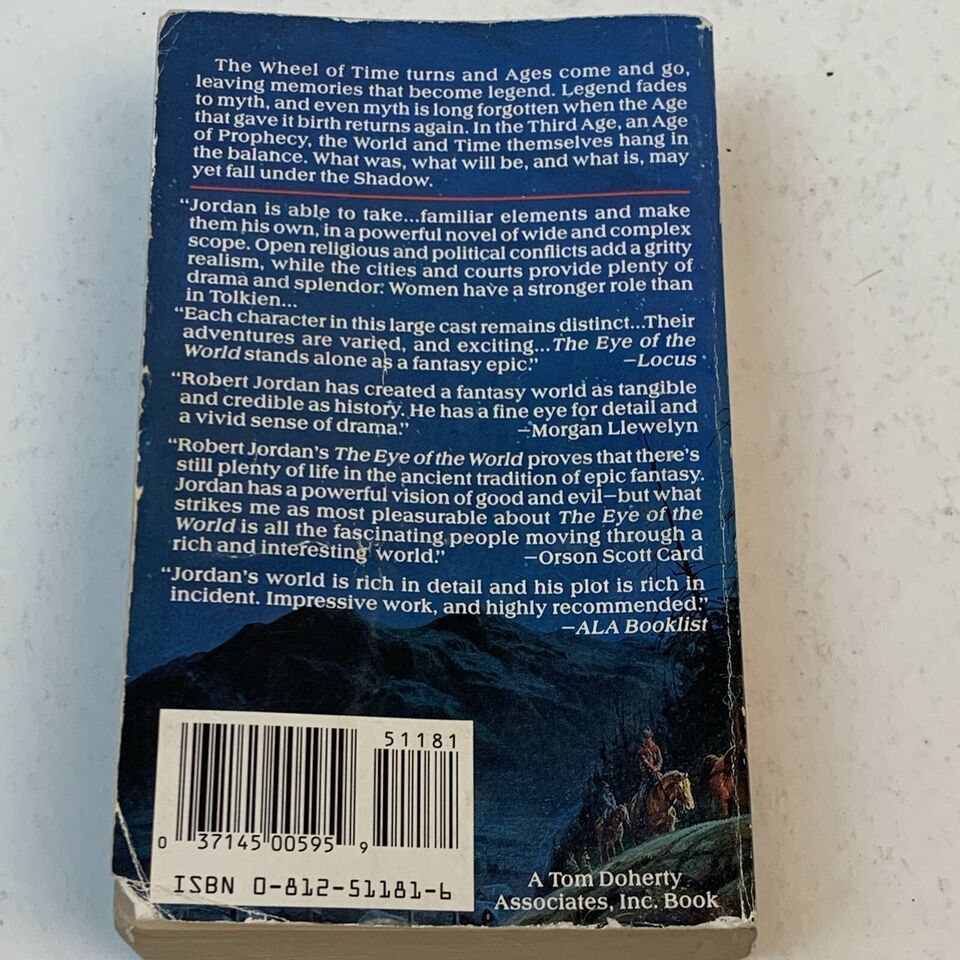 The Wheel of Time turns and Ages come and go,
leaving memories that become legend. Legend fades
to myth, and even myth is long forgotten when the Age
that gave it birth returns again. In the Third Age, an Age
of Prophecy, the World and Time themselves hang in
the balance. What was, what will be, and what is, may
yet fall under the Shadow.
“Jordan is able to take...familiar elements and make
them his own, in a powerful novel of wide and complex
scope. Open religious and political conflicts add a gritty
realism, while the cities and courts provide plenty of
drama and splendor. Women have a stronger role than
in Tolkien...
“Each character in this large cast remains distinct...Their
adventures are varied, and exciting...The Eye of the
World stands alone as a fantasy epic.” —Locus
“Robert Jordan has created a fantasy world as tangible
and credible as history. He has a fine eye for detail and
a vivid sense of drama.” —Morgan Llewelyn
“Robert Jordan's The Eye of the World proves that there's
still plenty of life in the ancient tradition of epic fantasy.
Jordan has a powerful vision of good and evil—but what
strikes me as most pleasurable about The Eye of the
World is all the fascinating people moving through a
rich and interesting world.” —Orson Scott Card
“Jordan's world is rich in detail and his plot is rich in
incident. Impressive work, and highly recommended.”
—ALA Booklist
51181
0 37145 00595 9
ISBN 0-812-51181-6
A Tom Doherty
Associates, Inc. Book